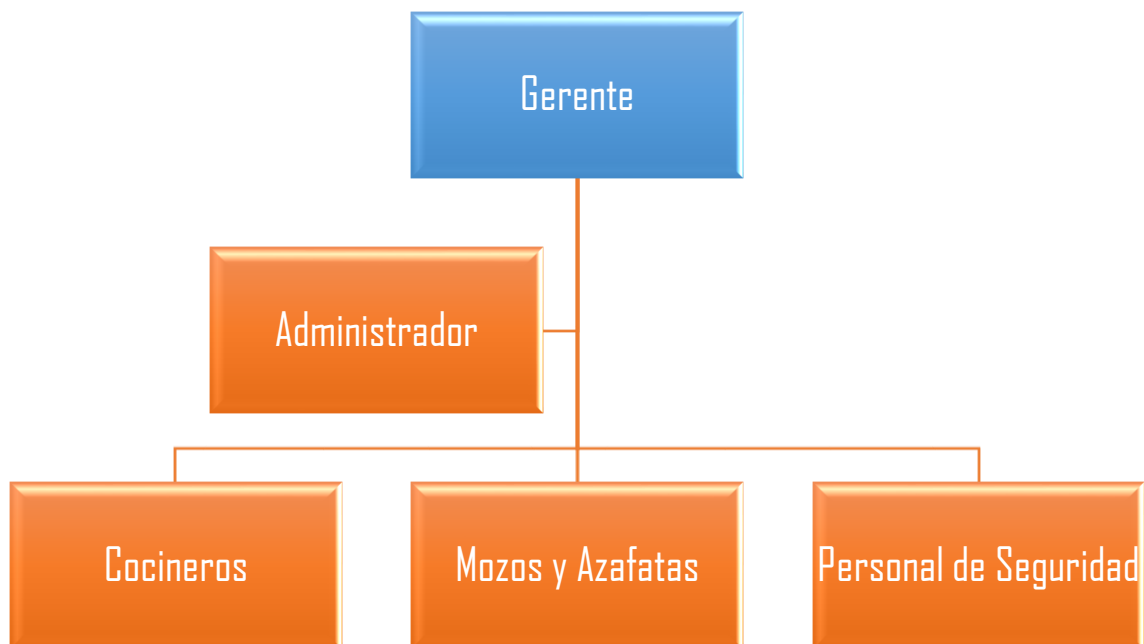 Gerente
Administrador
Cocineros
Mozos y Azafatas
Personal de Seguridad